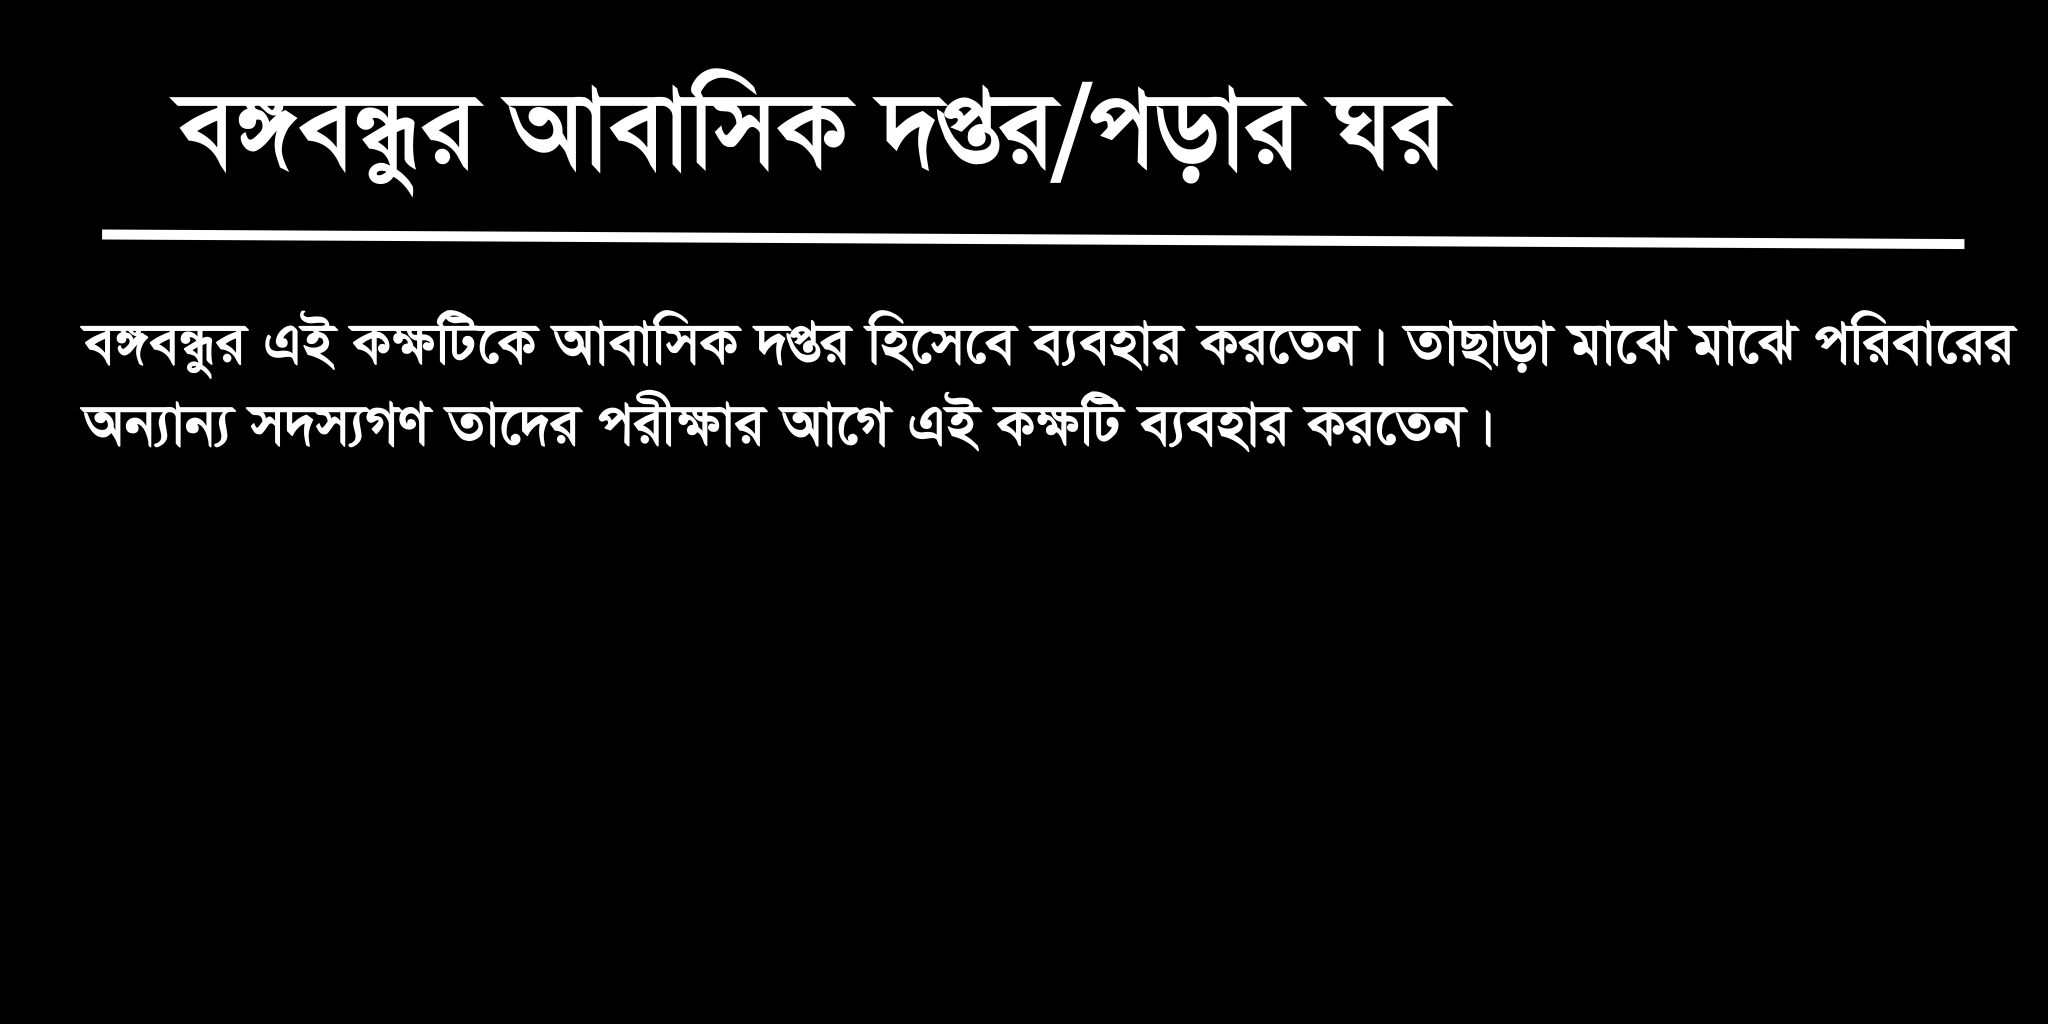 বঙ্গবন্ধুর আবাসিক দপ্তর/পড়ার ঘর
বঙ্গবন্ধুর এই কক্ষটিকে আবাসিক দপ্তর হিসেবে ব্যবহার করতেন। তাছাড়া মাঝে মাঝে পরিবারের
অন্যান্য সদস্যগণ তাদের পরীক্ষার আগে এই কক্ষটি ব্যবহার করতেন।